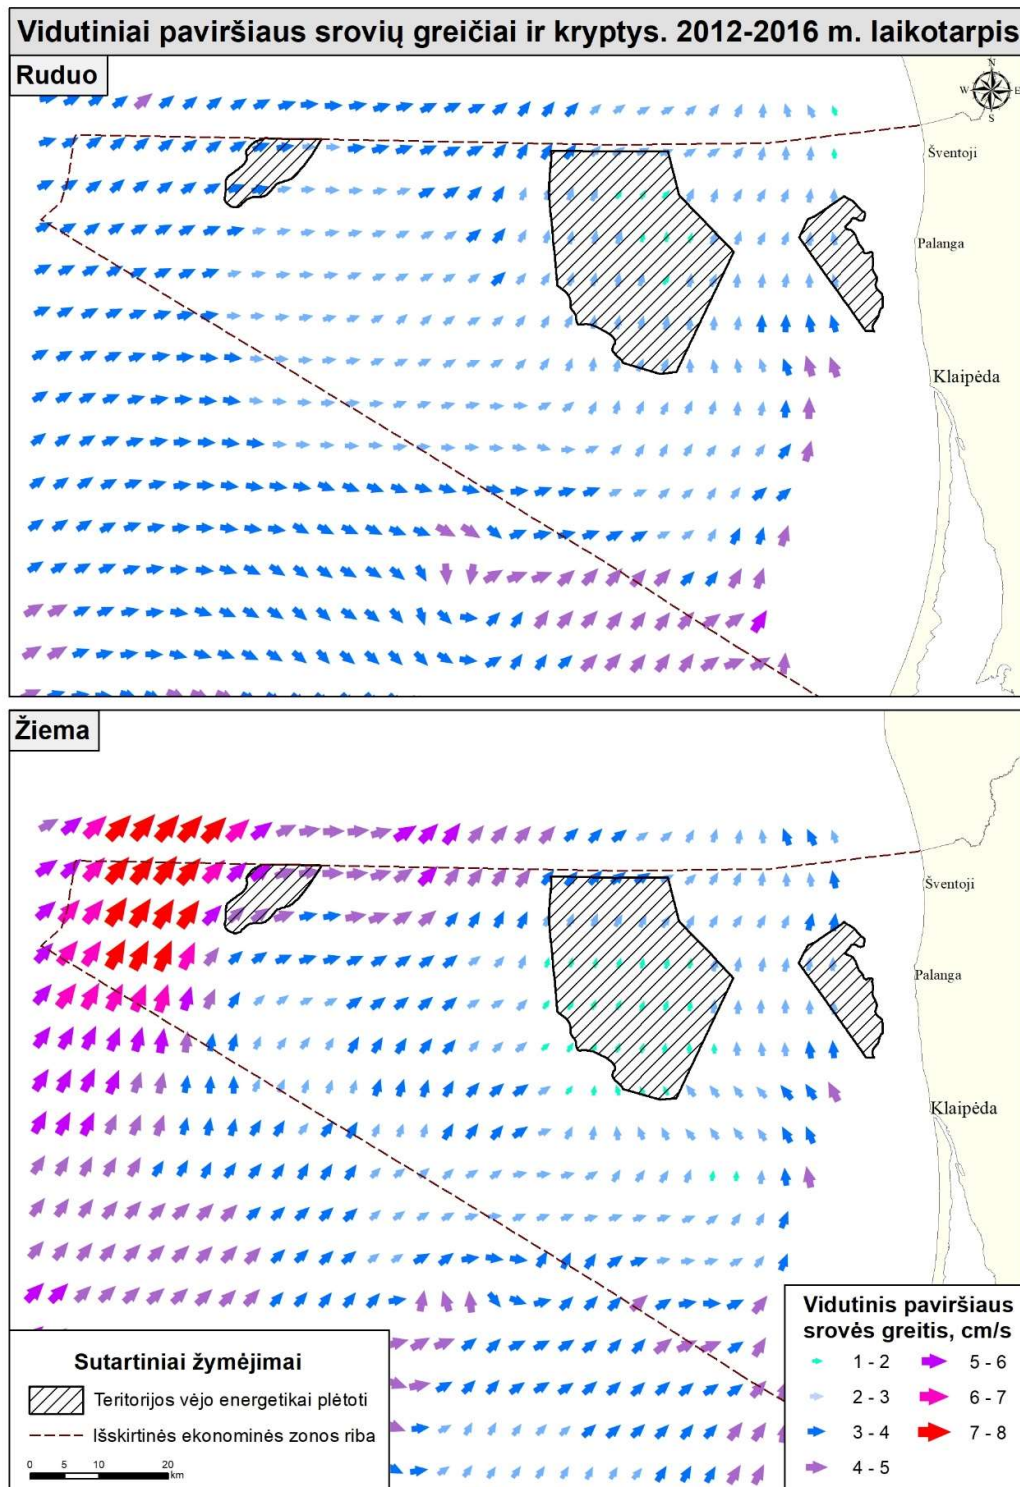 Vidutiniai paviršiaus srovių greičiai ir kryptys. 2012-2016 m. laikotarpis
Ruduo
N
W E
S
Šventoji
Palanga
Klaipėda
Žiema
Šventoji
Palanga
Klaipėda
Sutartiniai žymėjimai
Teritorijos vėjo energetikai plėtoti
Išskirtinės ekonominės zonos riba
0 5 10 20
km
Vidutinis paviršiaus
srovės greitis, cm/s
1 - 2 5 - 6
2 - 3 6 - 7
3 - 4 7 - 8
4 - 5